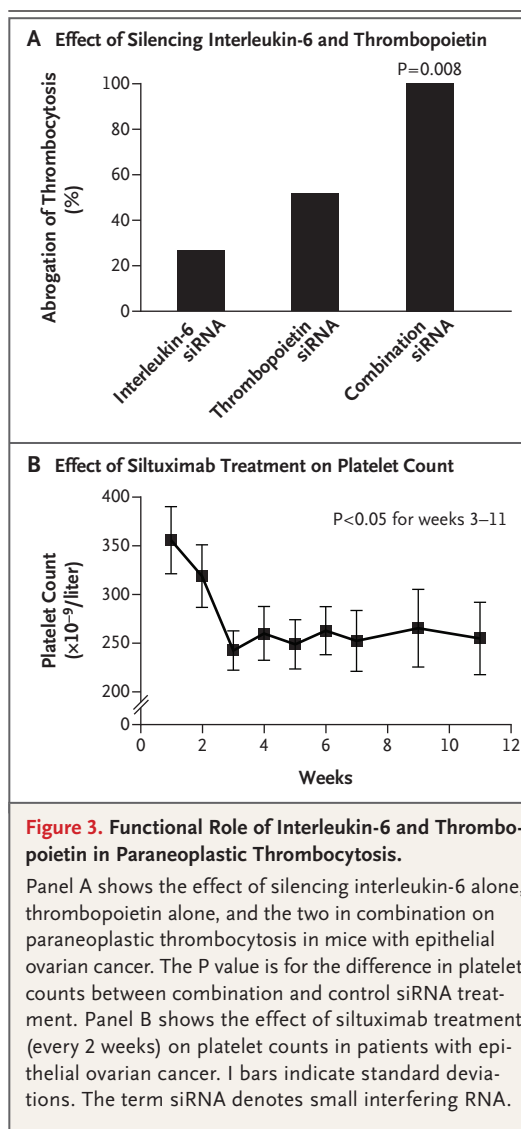 A Effect of Silencing Interleukin-6 and Thrombopoietin
P=0.008
Abrogation of Thrombocytosis
(%)
100
80
60
40
20
0
Interleukin-6
siRNA
Thrombopoietin
siRNA
Combination
siRNA
B Effect of Siltuximab Treatment on Platelet Count
P<0.05 for weeks 3–11
Platelet Count
(×10⁻⁹/liter)
400
350
300
250
200
0
0 2 4 6 8 10 12
Weeks
Figure 3. Functional Role of Interleukin-6 and Thrombo-
poietin in Paraneoplastic Thrombocytosis.
Panel A shows the effect of silencing interleukin-6 alone,
thrombopoietin alone, and the two in combination on
paraneoplastic thrombocytosis in mice with epithelial
ovarian cancer. The P value is for the difference in platelet
counts between combination and control siRNA treat-
ment. Panel B shows the effect of siltuximab treatment
(every 2 weeks) on platelet counts in patients with epi-
thelial ovarian cancer. I bars indicate standard devia-
tions. The term siRNA denotes small interfering RNA.